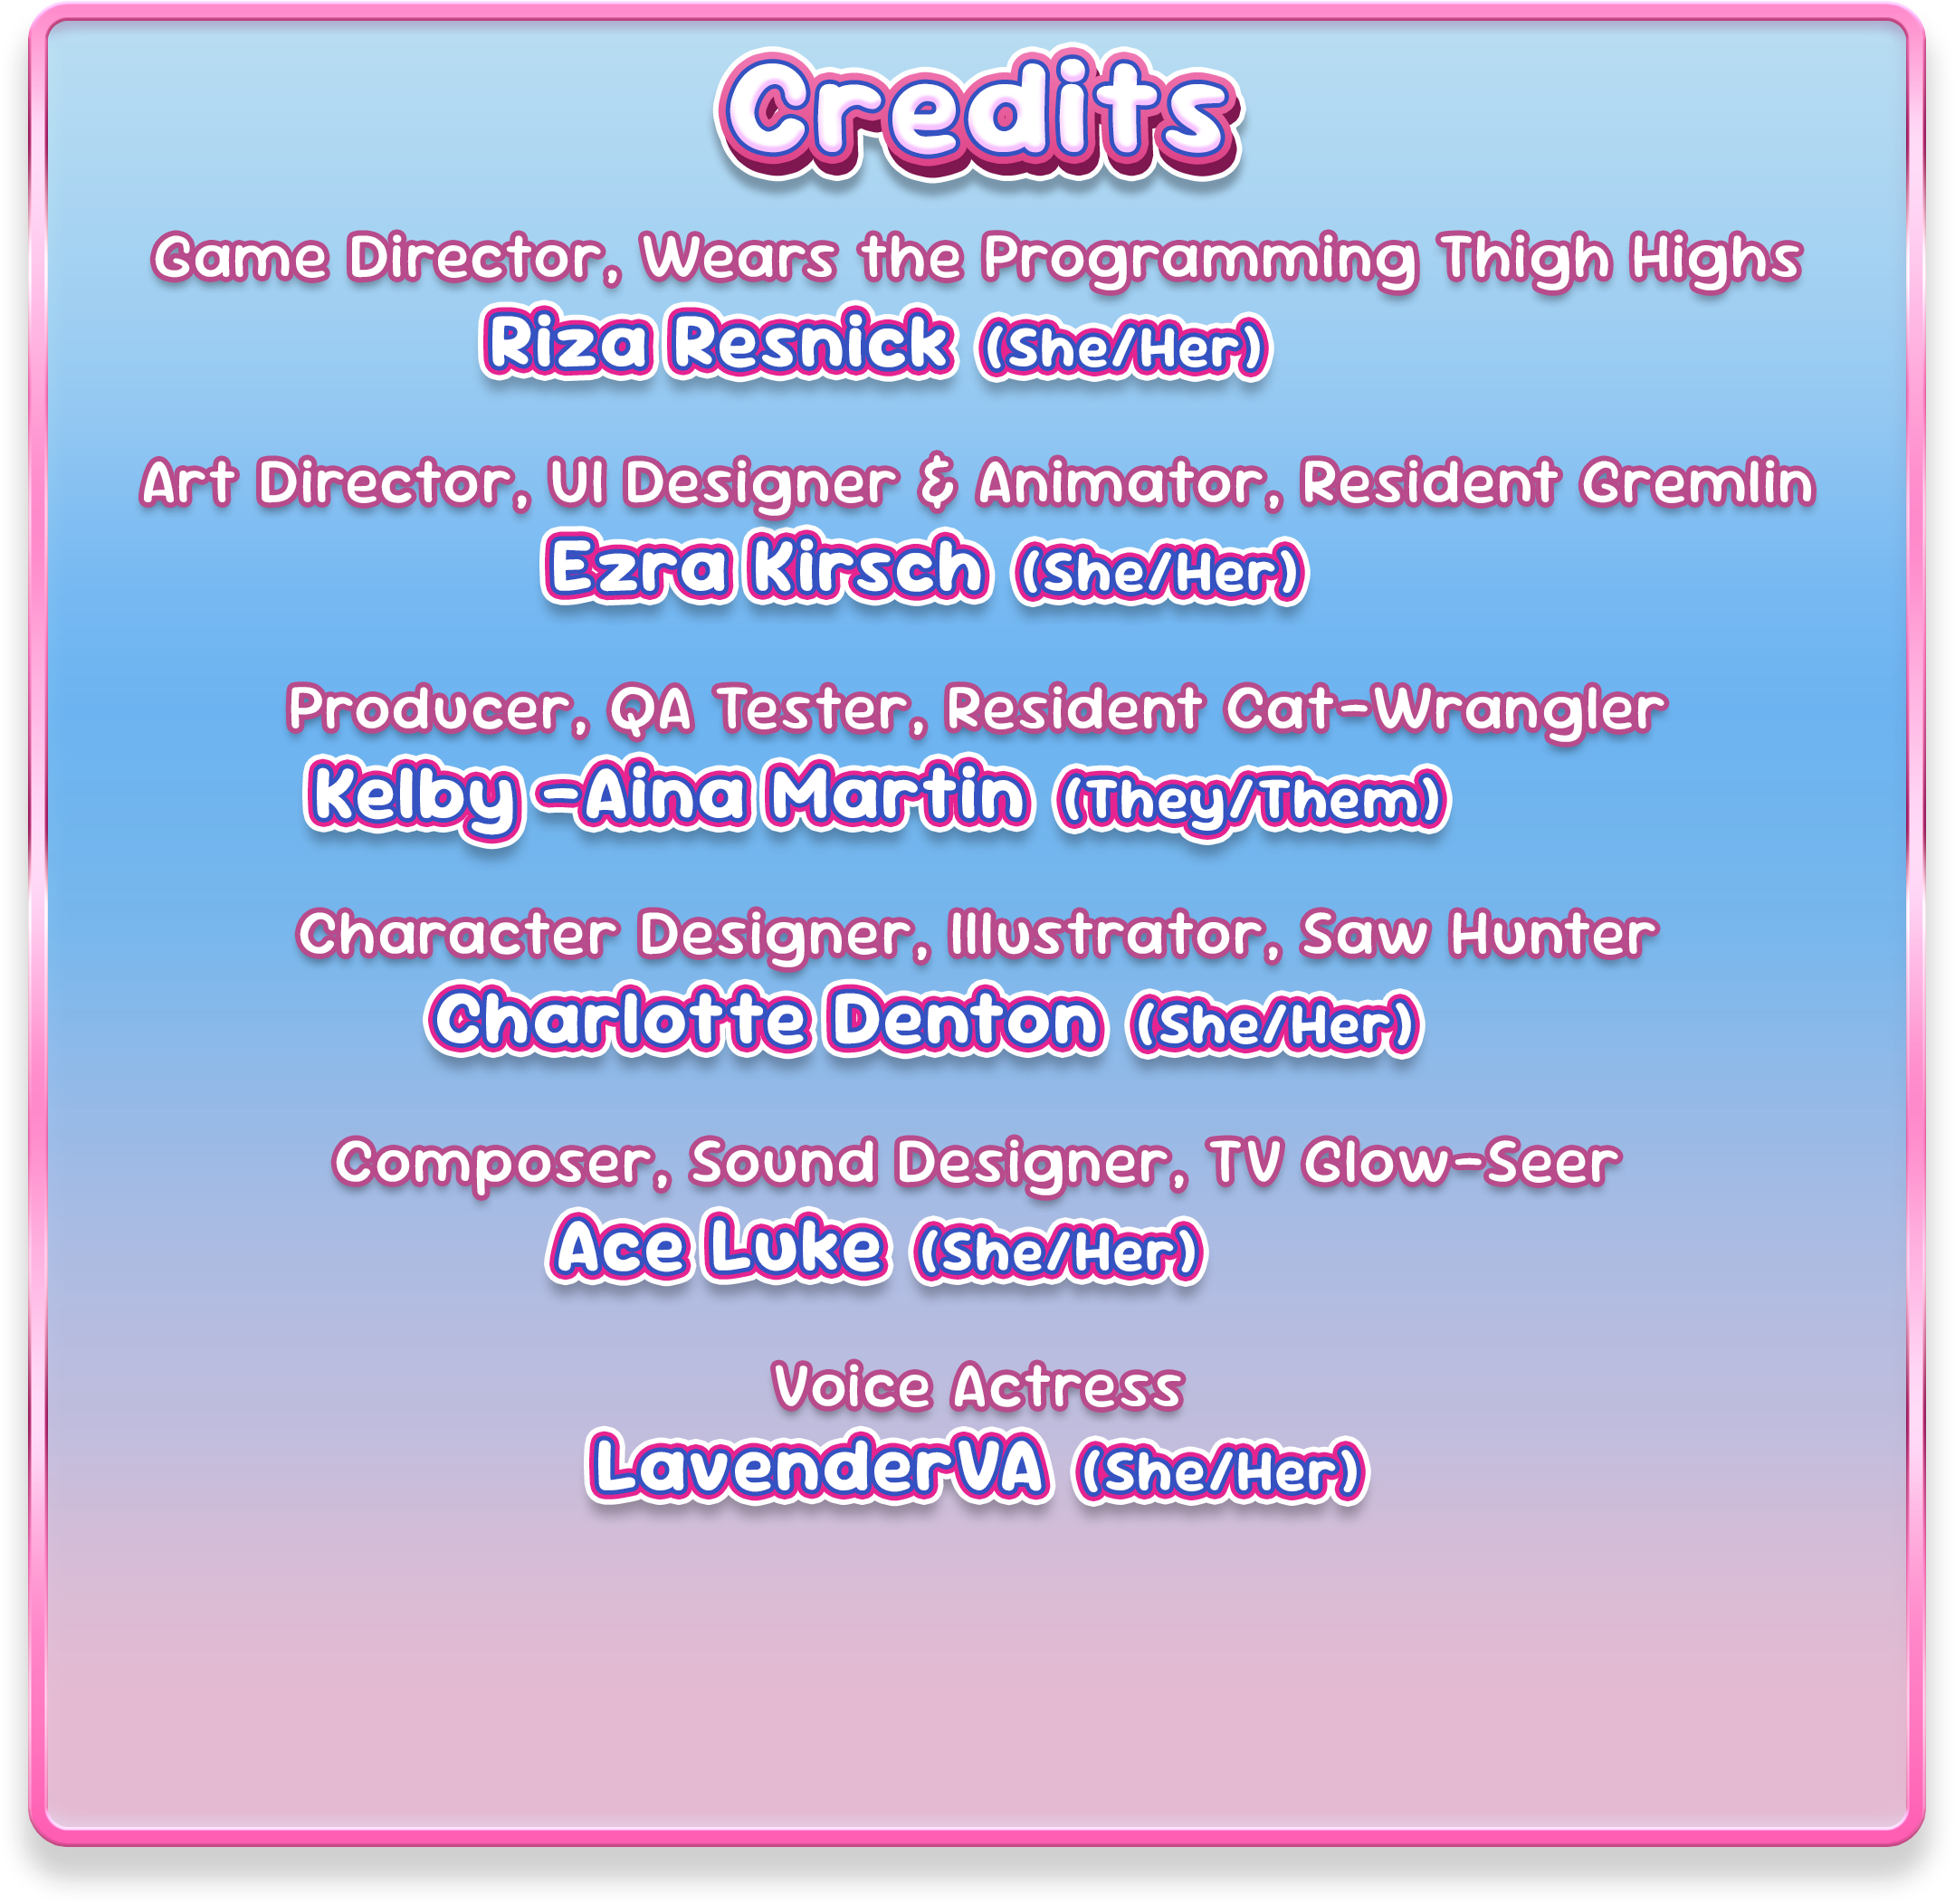 Credits
Game Director, Wears the Programming Thigh Highs
Riza Resnick (She/Her)
Art Director, UI Designer & Animator, Resident Gremlin
Ezra Kirsch (She/Her)
Producer, QA Tester, Resident Cat-Wrangler
Kelby -Aina Martin (They/Them)
Character Designer, Illustrator, Saw Hunter
Charlotte Denton (She/Her)
Composer, Sound Designer, TV Glow-Seer
Ace Luke (She/Her)
Voice Actress
LavenderVA (She/Her)